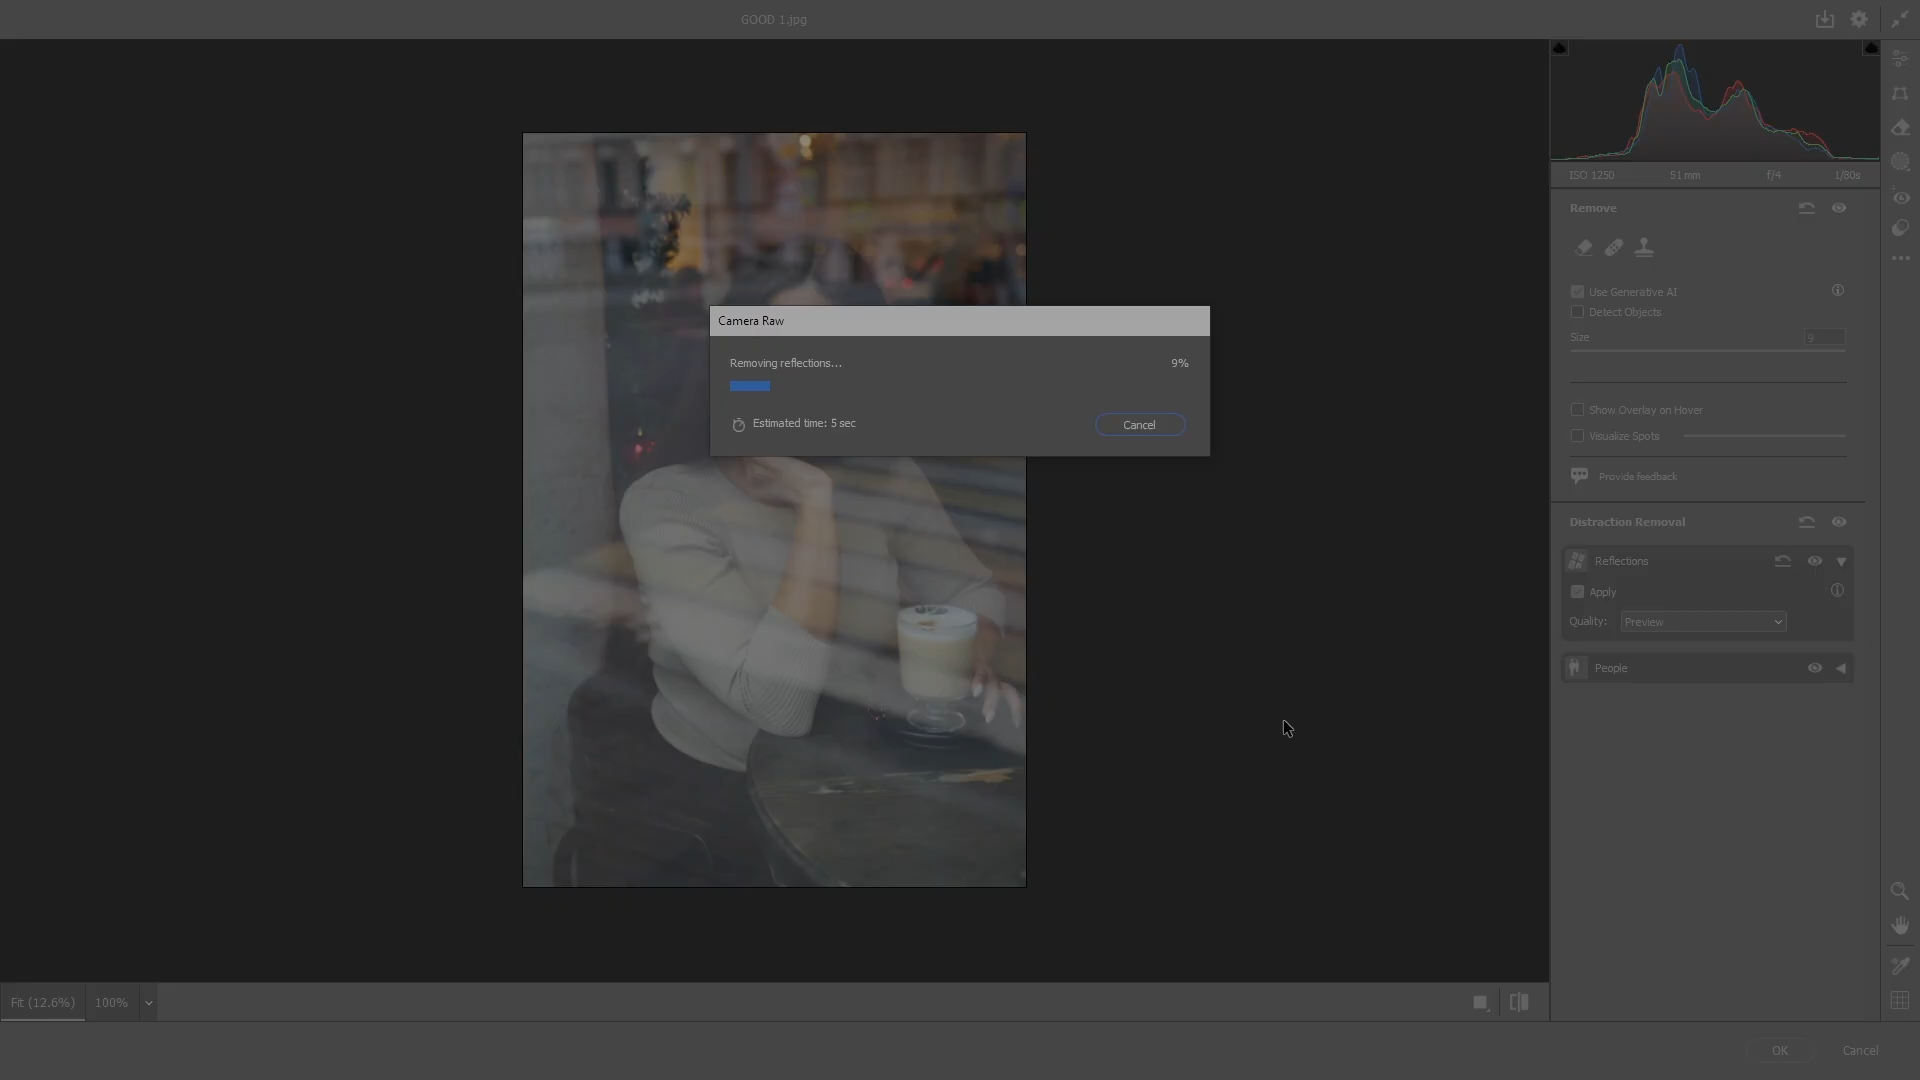 GOOD 1.jpg
ISO 1250 51 mm f/4 1/80s
Remove
Use Generative AI
Detect Objects
Size 9
Show Overlay on Hover
Visualize Spots
Provide feedback
Distraction Removal
Reflections
Apply
Quality: Preview
People
Camera Raw
Removing reflections... 9%
Estimated time: 5 sec
Cancel
Fit (12.6%) 100%
OK Cancel